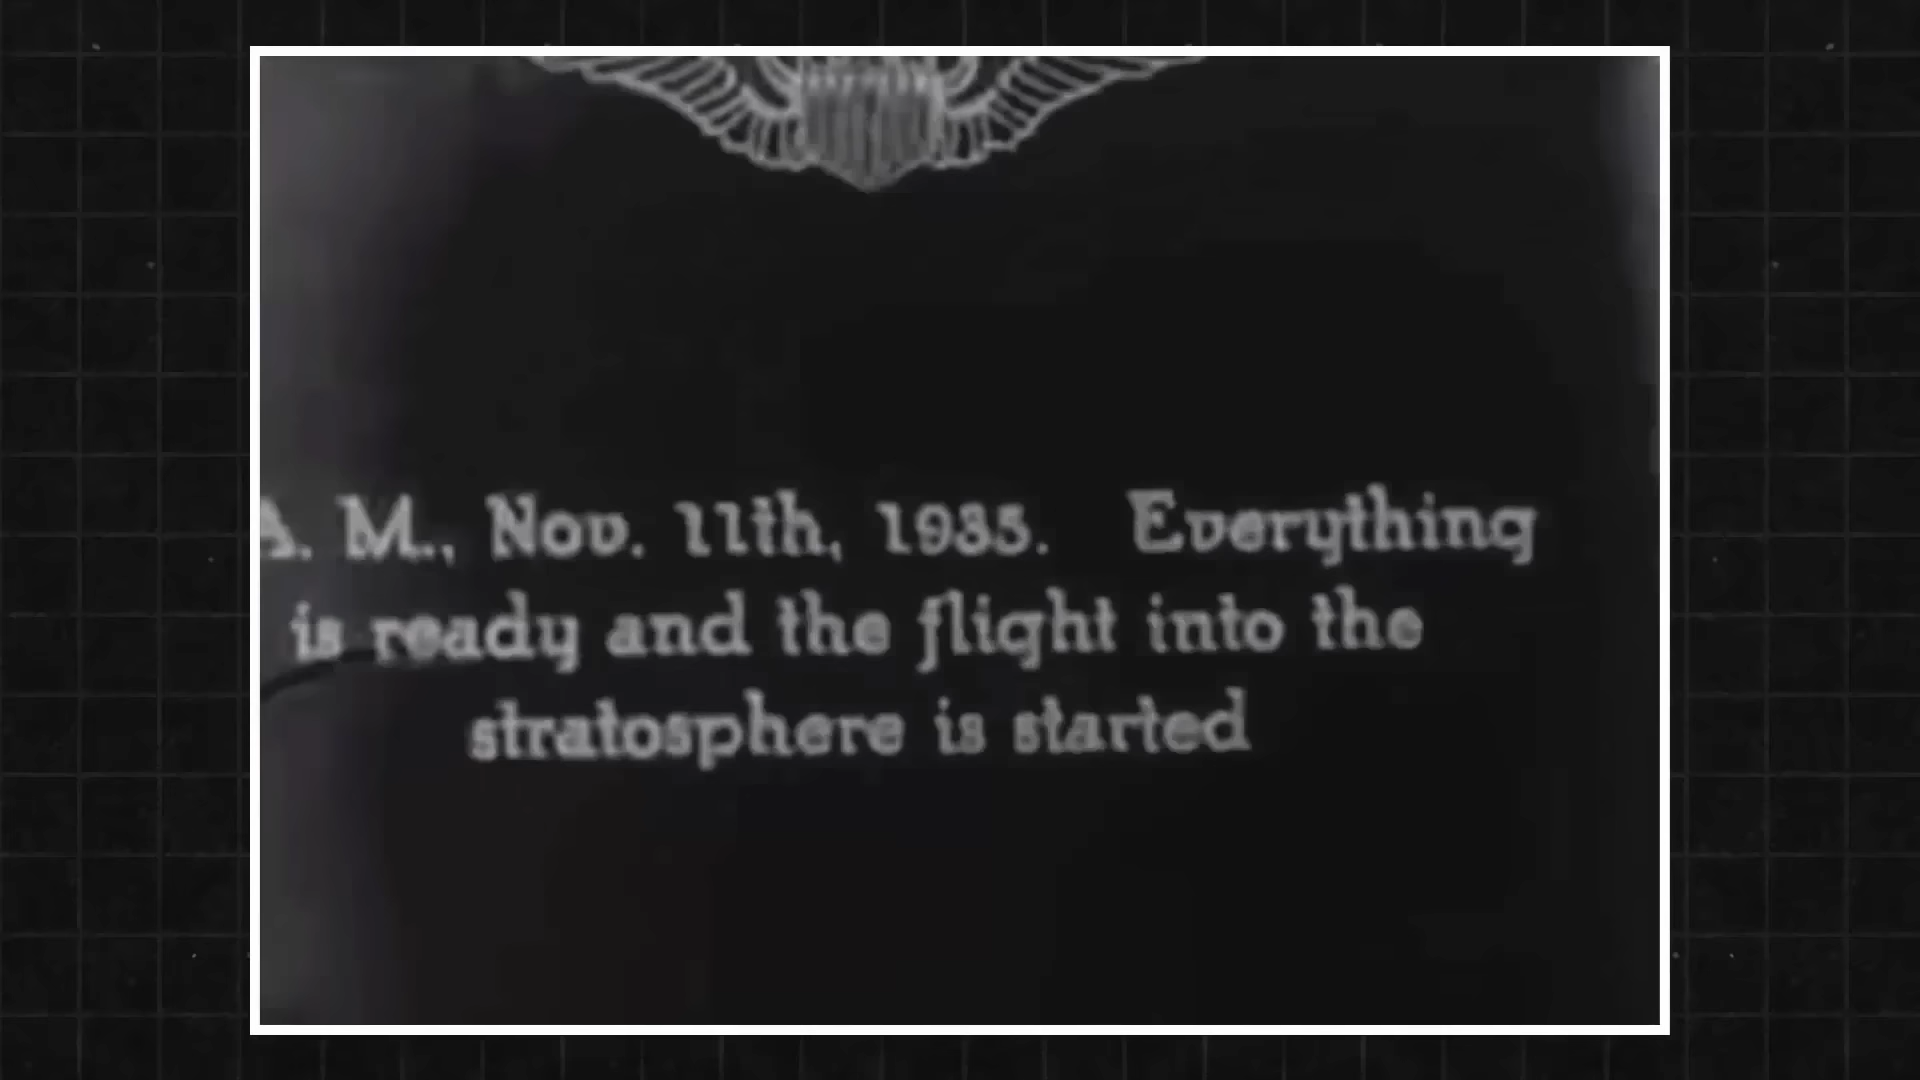 A. M., Nov. 11th, 1935. Everything
is ready and the flight into the
stratosphere is started